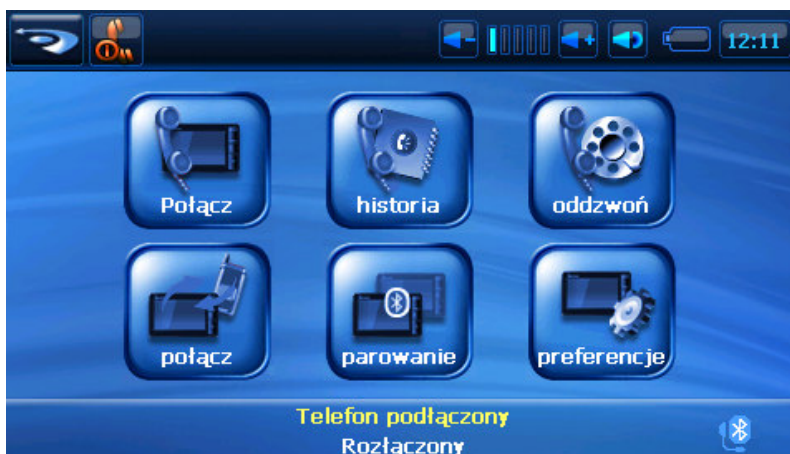 12:11
Połącz
historia
oddzwoń
połącz
parowanie
preferencje
Telefon podłączony
Rozłączony